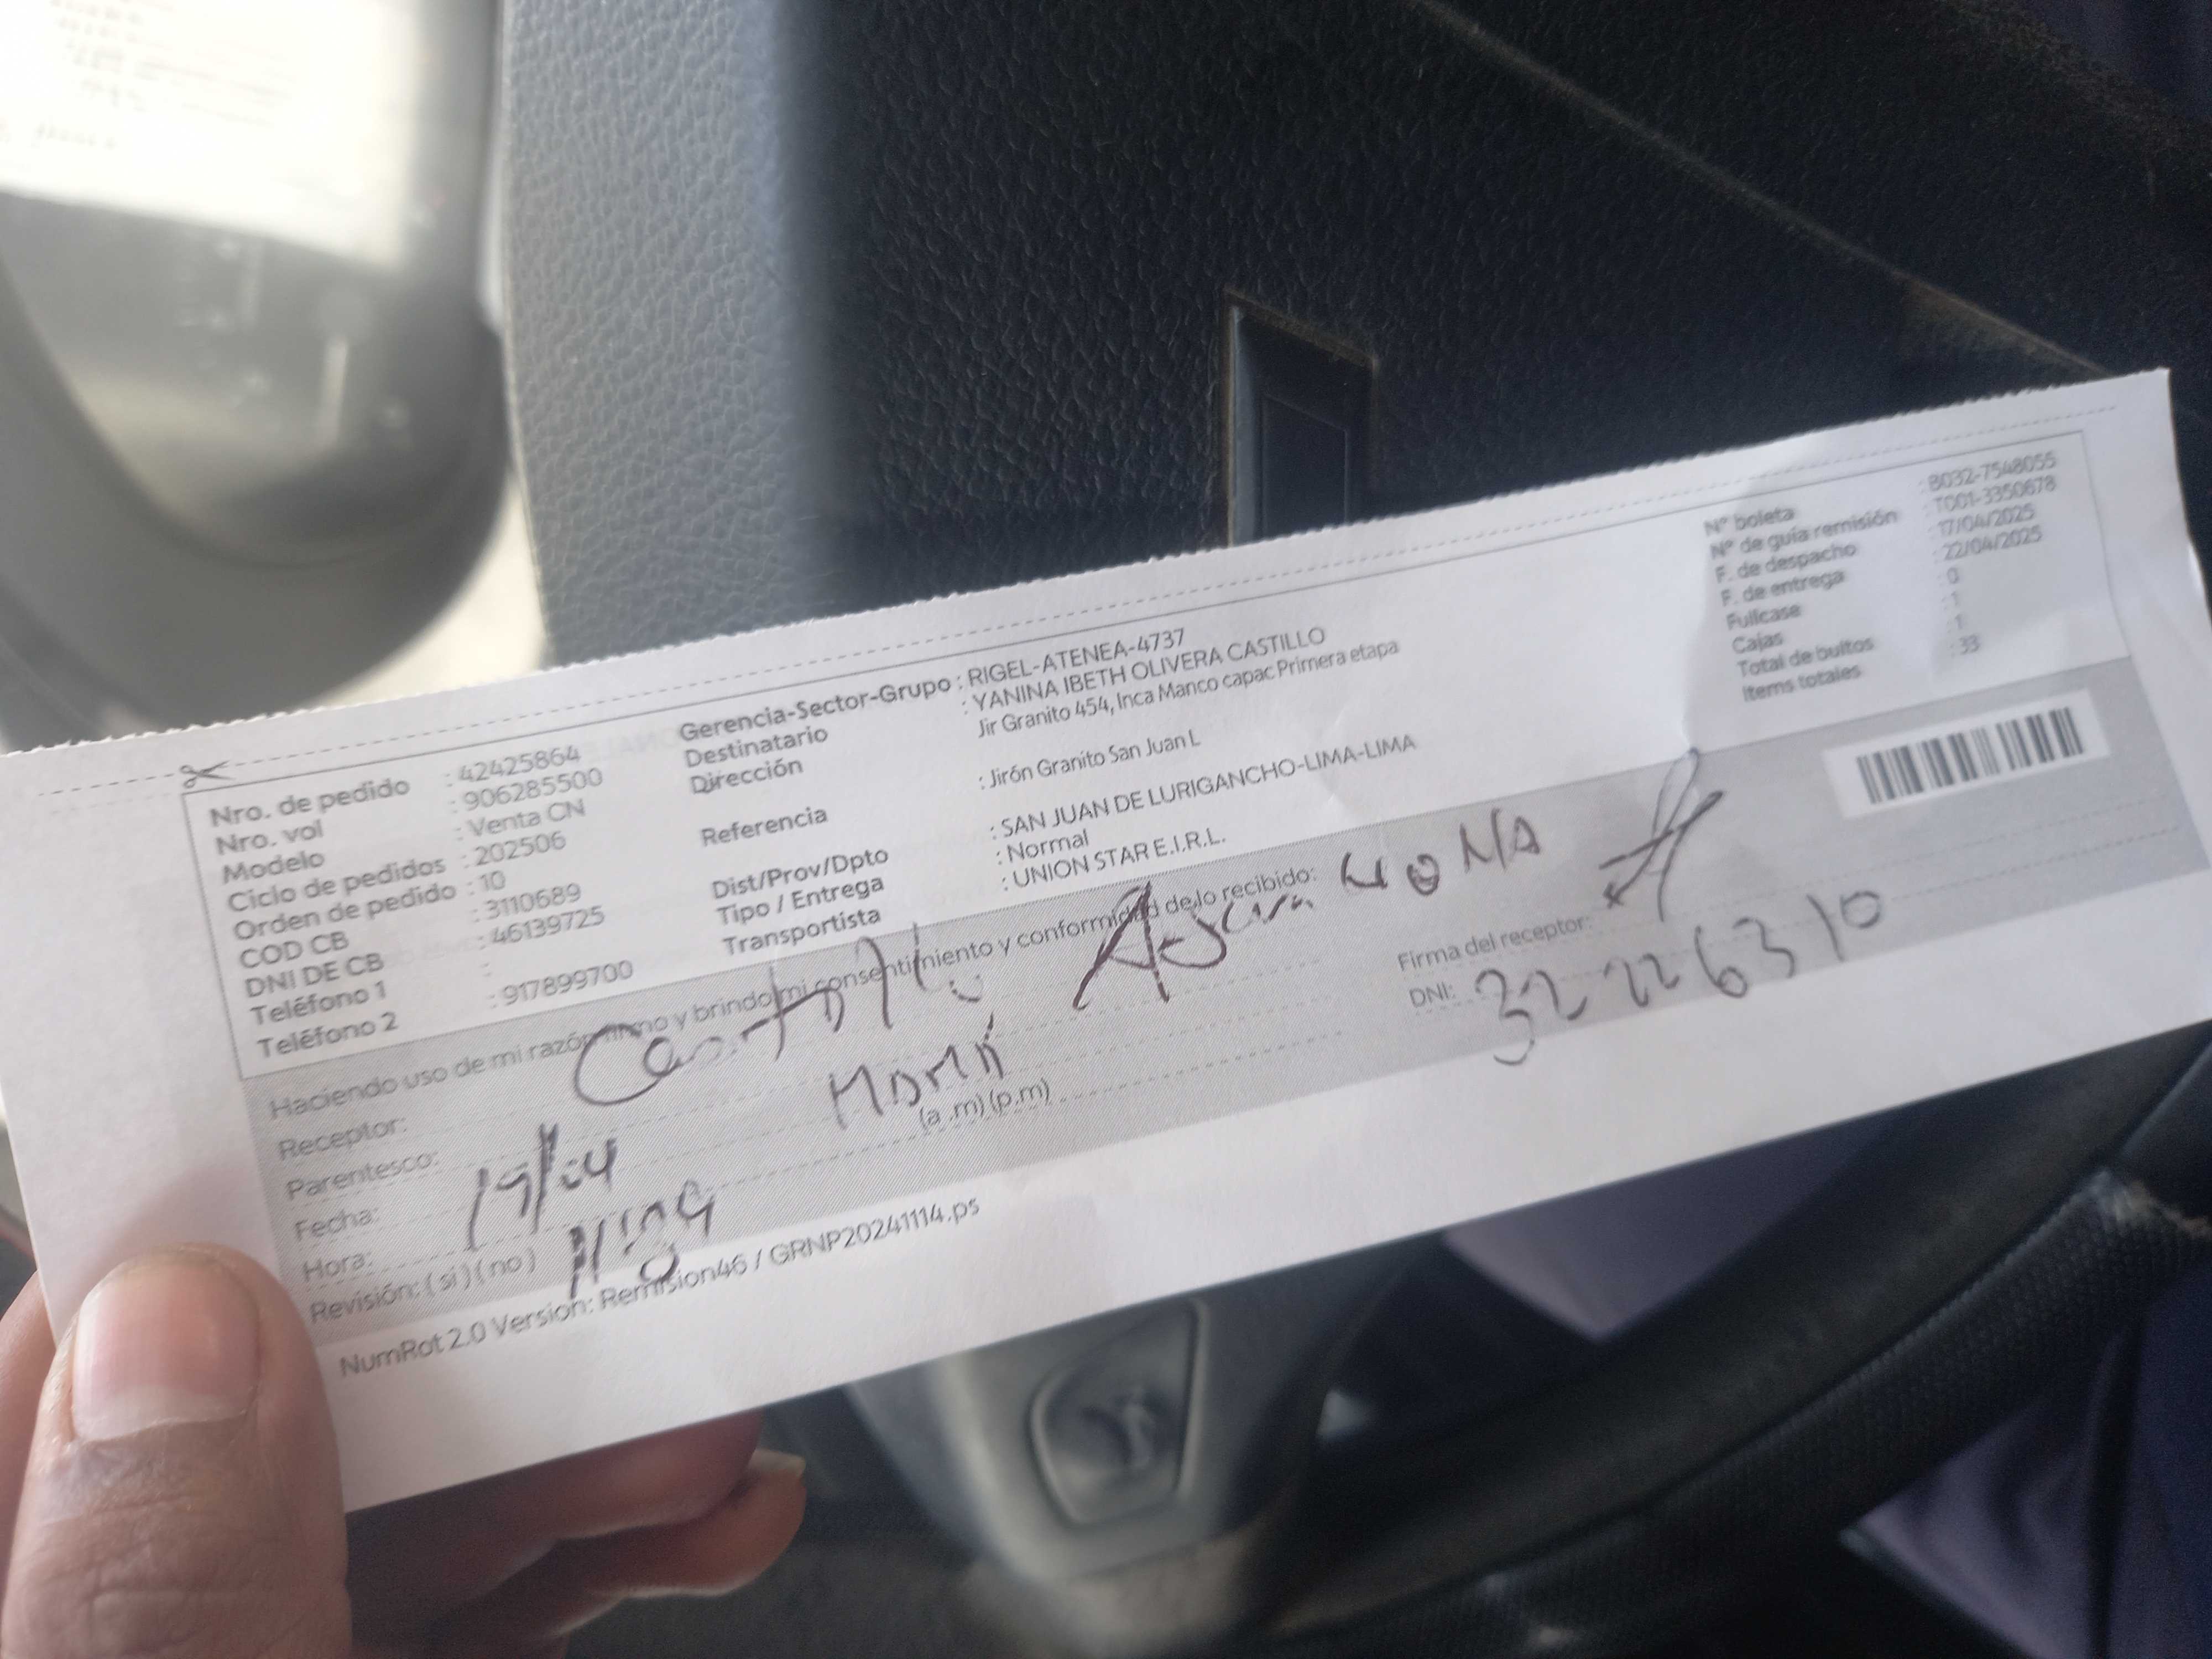 Nro. de pedido : 42425864
Nro. vol : 906285500
Modelo : Venta CN
Ciclo de pedidos : 202506
Orden de pedido : 10
COD CB : 3110689
DNI DE CB : 46139725
Teléfono 1 :
Teléfono 2 : 917899700
Gerencia-Sector-Grupo : RIGEL-ATENEA-4737
Destinatario : YANINA IBETH OLIVERA CASTILLO
Dirección Jir Granito 454, Inca Manco capac Primera etapa
Referencia : Jirón Granito San Juan L
Dist/Prov/Dpto : SAN JUAN DE LURIGANCHO-LIMA-LIMA
Tipo / Entrega : Normal
Transportista : UNION STAR E.I.R.L.
N° boleta : B032-7548055
N° de guía remisión : T001-3350678
F. de despacho : 17/04/2025
F. de entrega : 22/04/2025
Fullcase : 0
Cajas : 1
Total de bultos : 1
Items totales : 33
Haciendo uso de mi razón firmo y brindo mi consentimiento y conformidad de lo recibido:
Receptor: Castillo
Parentesco:
Fecha: 19/04
Hora: (a .m) (p.m)
Revisión: ( si ) ( no )
Firma del receptor:
DNI: 32226310
NumRot 2.0 Version: Remision46 / GRNP20241114.ps